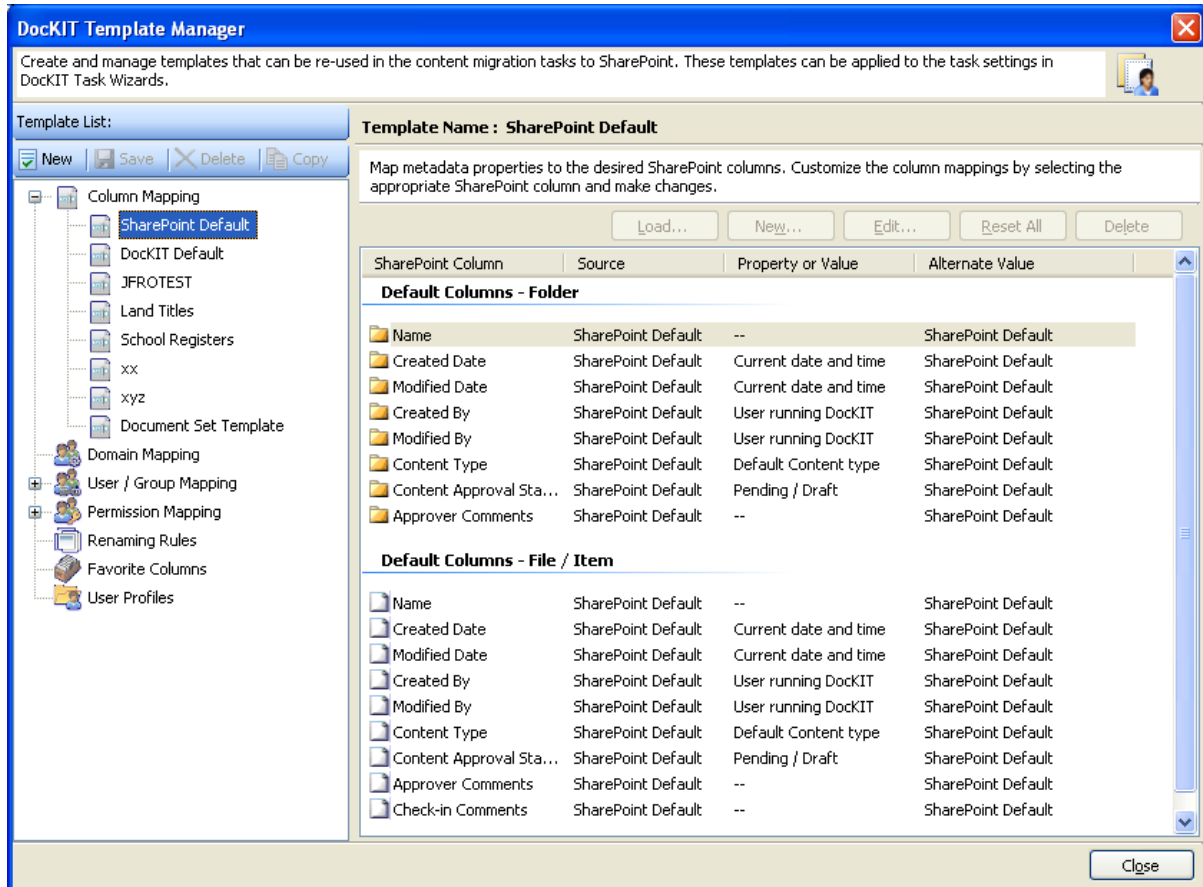 DocKIT Template Manager
Create and manage templates that can be re-used in the content migration tasks to SharePoint. These templates can be applied to the task settings in
DocKIT Task Wizards.
Template List:
New Save Delete Copy
Column Mapping
SharePoint Default
DocKIT Default
JFROTEST
Land Titles
School Registers
xx
xyz
Document Set Template
Domain Mapping
User / Group Mapping
Permission Mapping
Renaming Rules
Favorite Columns
User Profiles
Template Name : SharePoint Default
Map metadata properties to the desired SharePoint columns. Customize the column mappings by selecting the
appropriate SharePoint column and make changes.
Load... New... Edit... Reset All Delete
SharePoint Column Source Property or Value Alternate Value
Default Columns - Folder
Name SharePoint Default -- SharePoint Default
Created Date SharePoint Default Current date and time SharePoint Default
Modified Date SharePoint Default Current date and time SharePoint Default
Created By SharePoint Default User running DocKIT SharePoint Default
Modified By SharePoint Default User running DocKIT SharePoint Default
Content Type SharePoint Default Default Content type SharePoint Default
Content Approval Sta... SharePoint Default Pending / Draft SharePoint Default
Approver Comments SharePoint Default -- SharePoint Default
Default Columns - File / Item
Name SharePoint Default -- SharePoint Default
Created Date SharePoint Default Current date and time SharePoint Default
Modified Date SharePoint Default Current date and time SharePoint Default
Created By SharePoint Default User running DocKIT SharePoint Default
Modified By SharePoint Default User running DocKIT SharePoint Default
Content Type SharePoint Default Default Content type SharePoint Default
Content Approval Sta... SharePoint Default Pending / Draft SharePoint Default
Approver Comments SharePoint Default -- SharePoint Default
Check-in Comments SharePoint Default -- SharePoint Default
Close